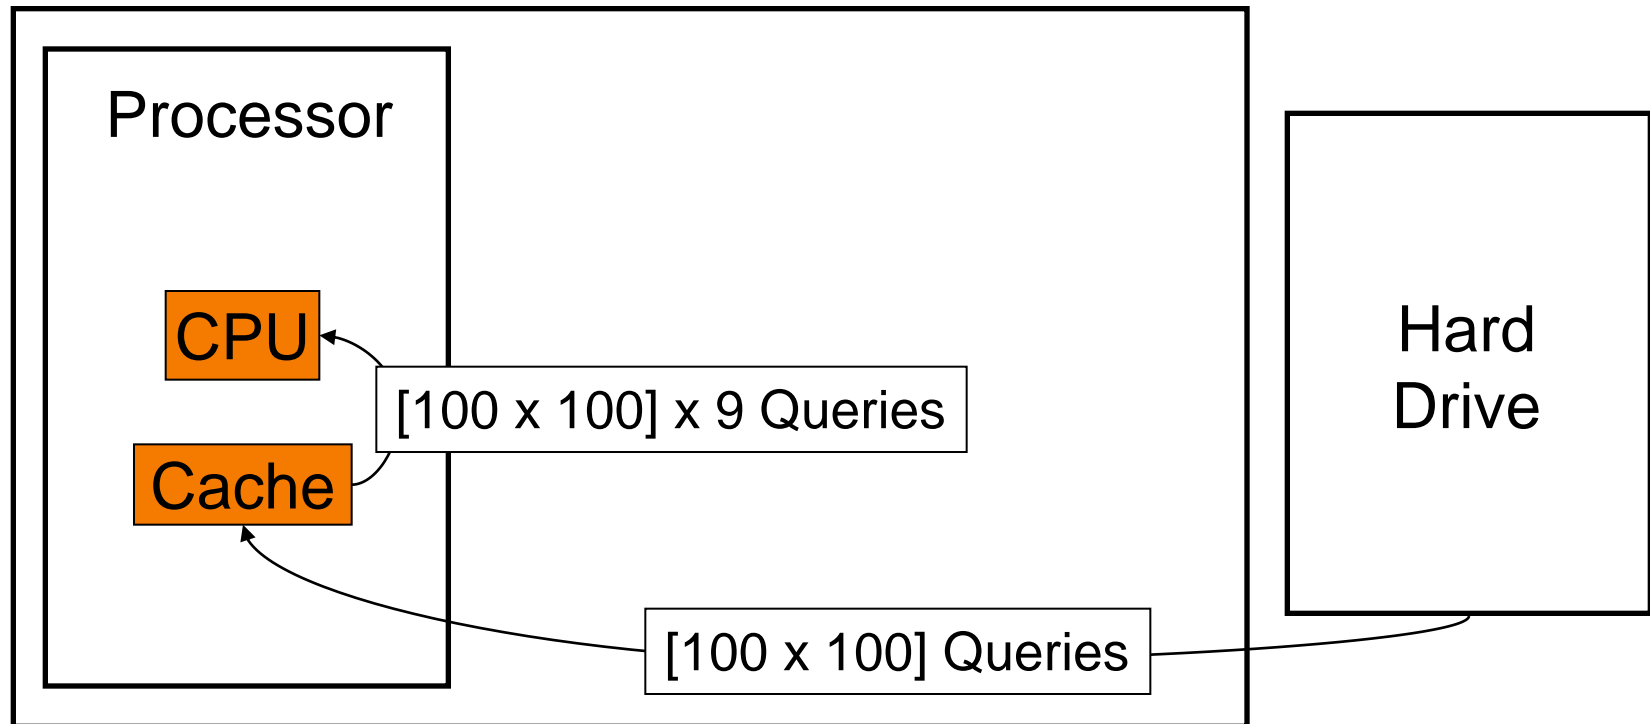 Processor
CPU
[100 x 100] x 9 Queries
Cache
[100 x 100] Queries
Hard
Drive